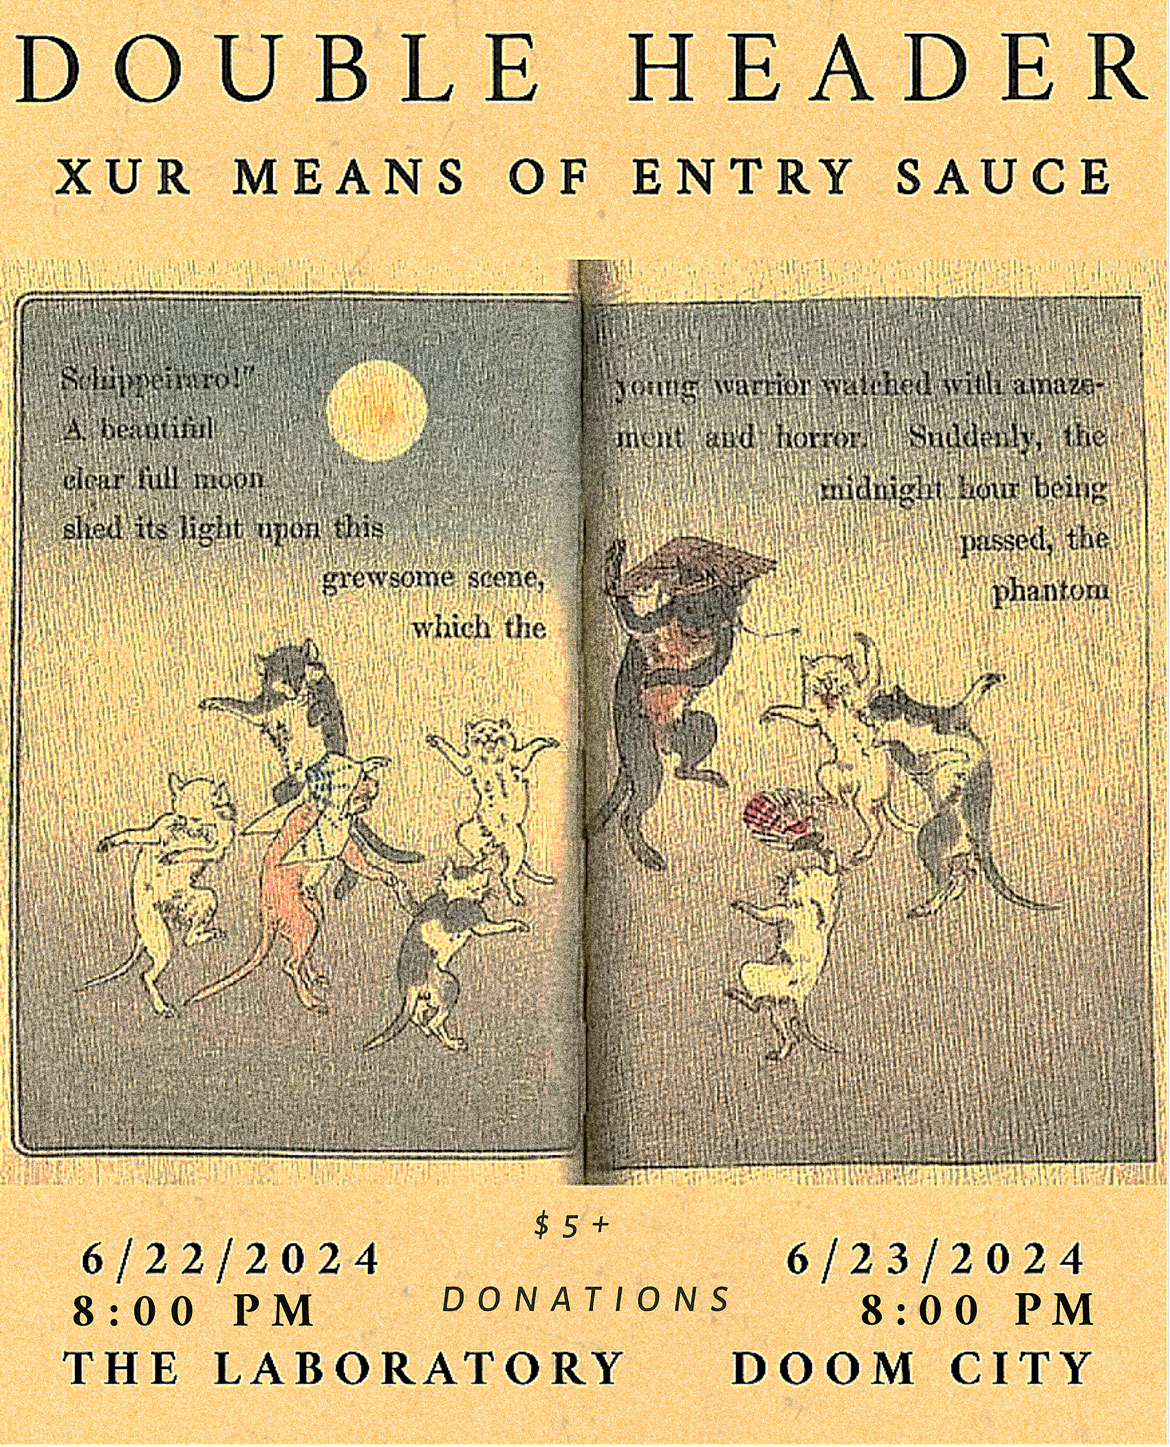 DOUBLE HEADER
XUR MEANS OF ENTRY SAUCE
Schippeitaro!"
A beautiful
clear full moon
shed its light upon this
grewsome scene,
which the
young warrior watched with amaze-
ment and horror. Suddenly, the
midnight hour being
passed, the
phantom
$5+
DONATIONS
6/22/2024
8:00 PM
THE LABORATORY
6/23/2024
8:00 PM
DOOM CITY